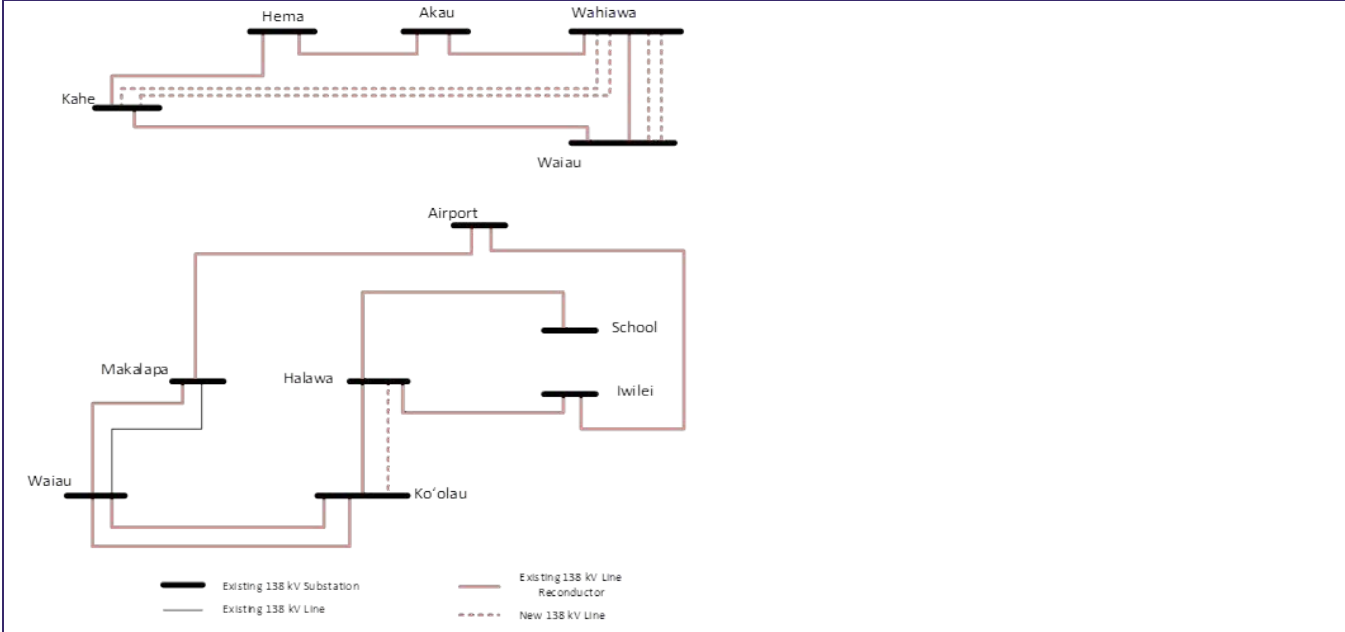 Hema
Akau
Wahiawa
Kahe
Waiau
Airport
School
Makalapa
Halawa
Iwilei
Waiau
Ko‘olau
Existing 138 kV Substation
Existing 138 kV Line
Existing 138 kV Line
Reconductor
New 138 kV Line